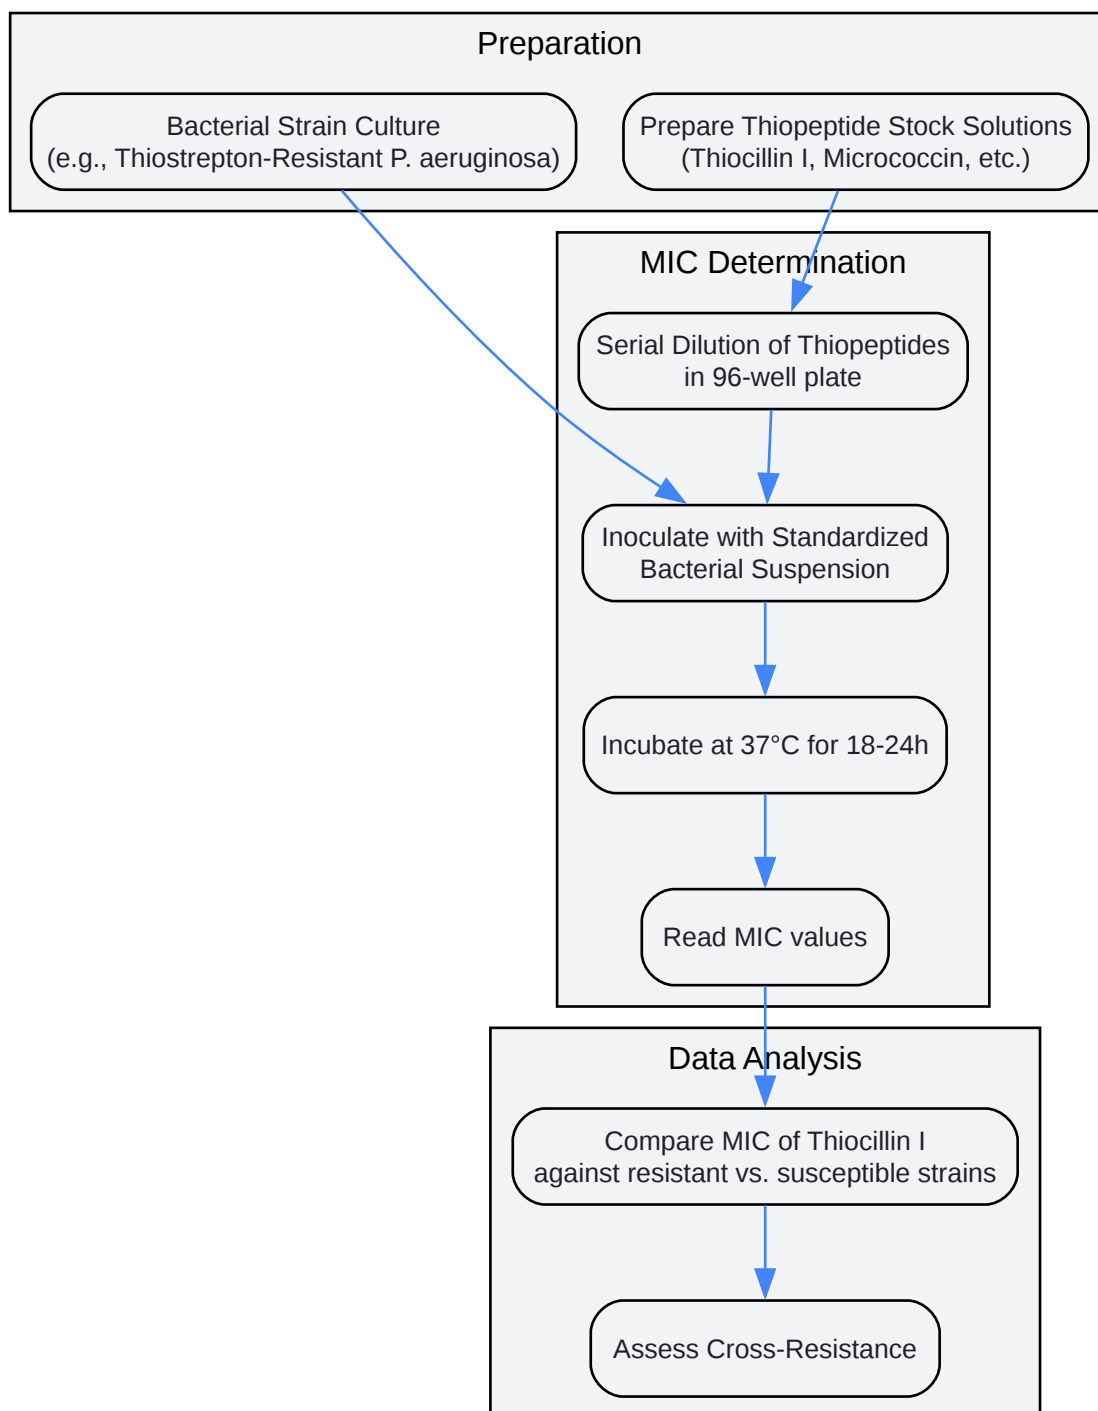 Preparation
Bacterial Strain Culture
(e.g., Thiostrepton-Resistant P. aeruginosa)
Prepare Thiopeptide Stock Solutions
(Thiocillin I, Micrococcin, etc.)
MIC Determination
Serial Dilution of Thiopeptides
in 96-well plate
Inoculate with Standardized
Bacterial Suspension
Incubate at 37°C for 18-24h
Read MIC values
Data Analysis
Compare MIC of Thiocillin I
against resistant vs. susceptible strains
Assess Cross-Resistance